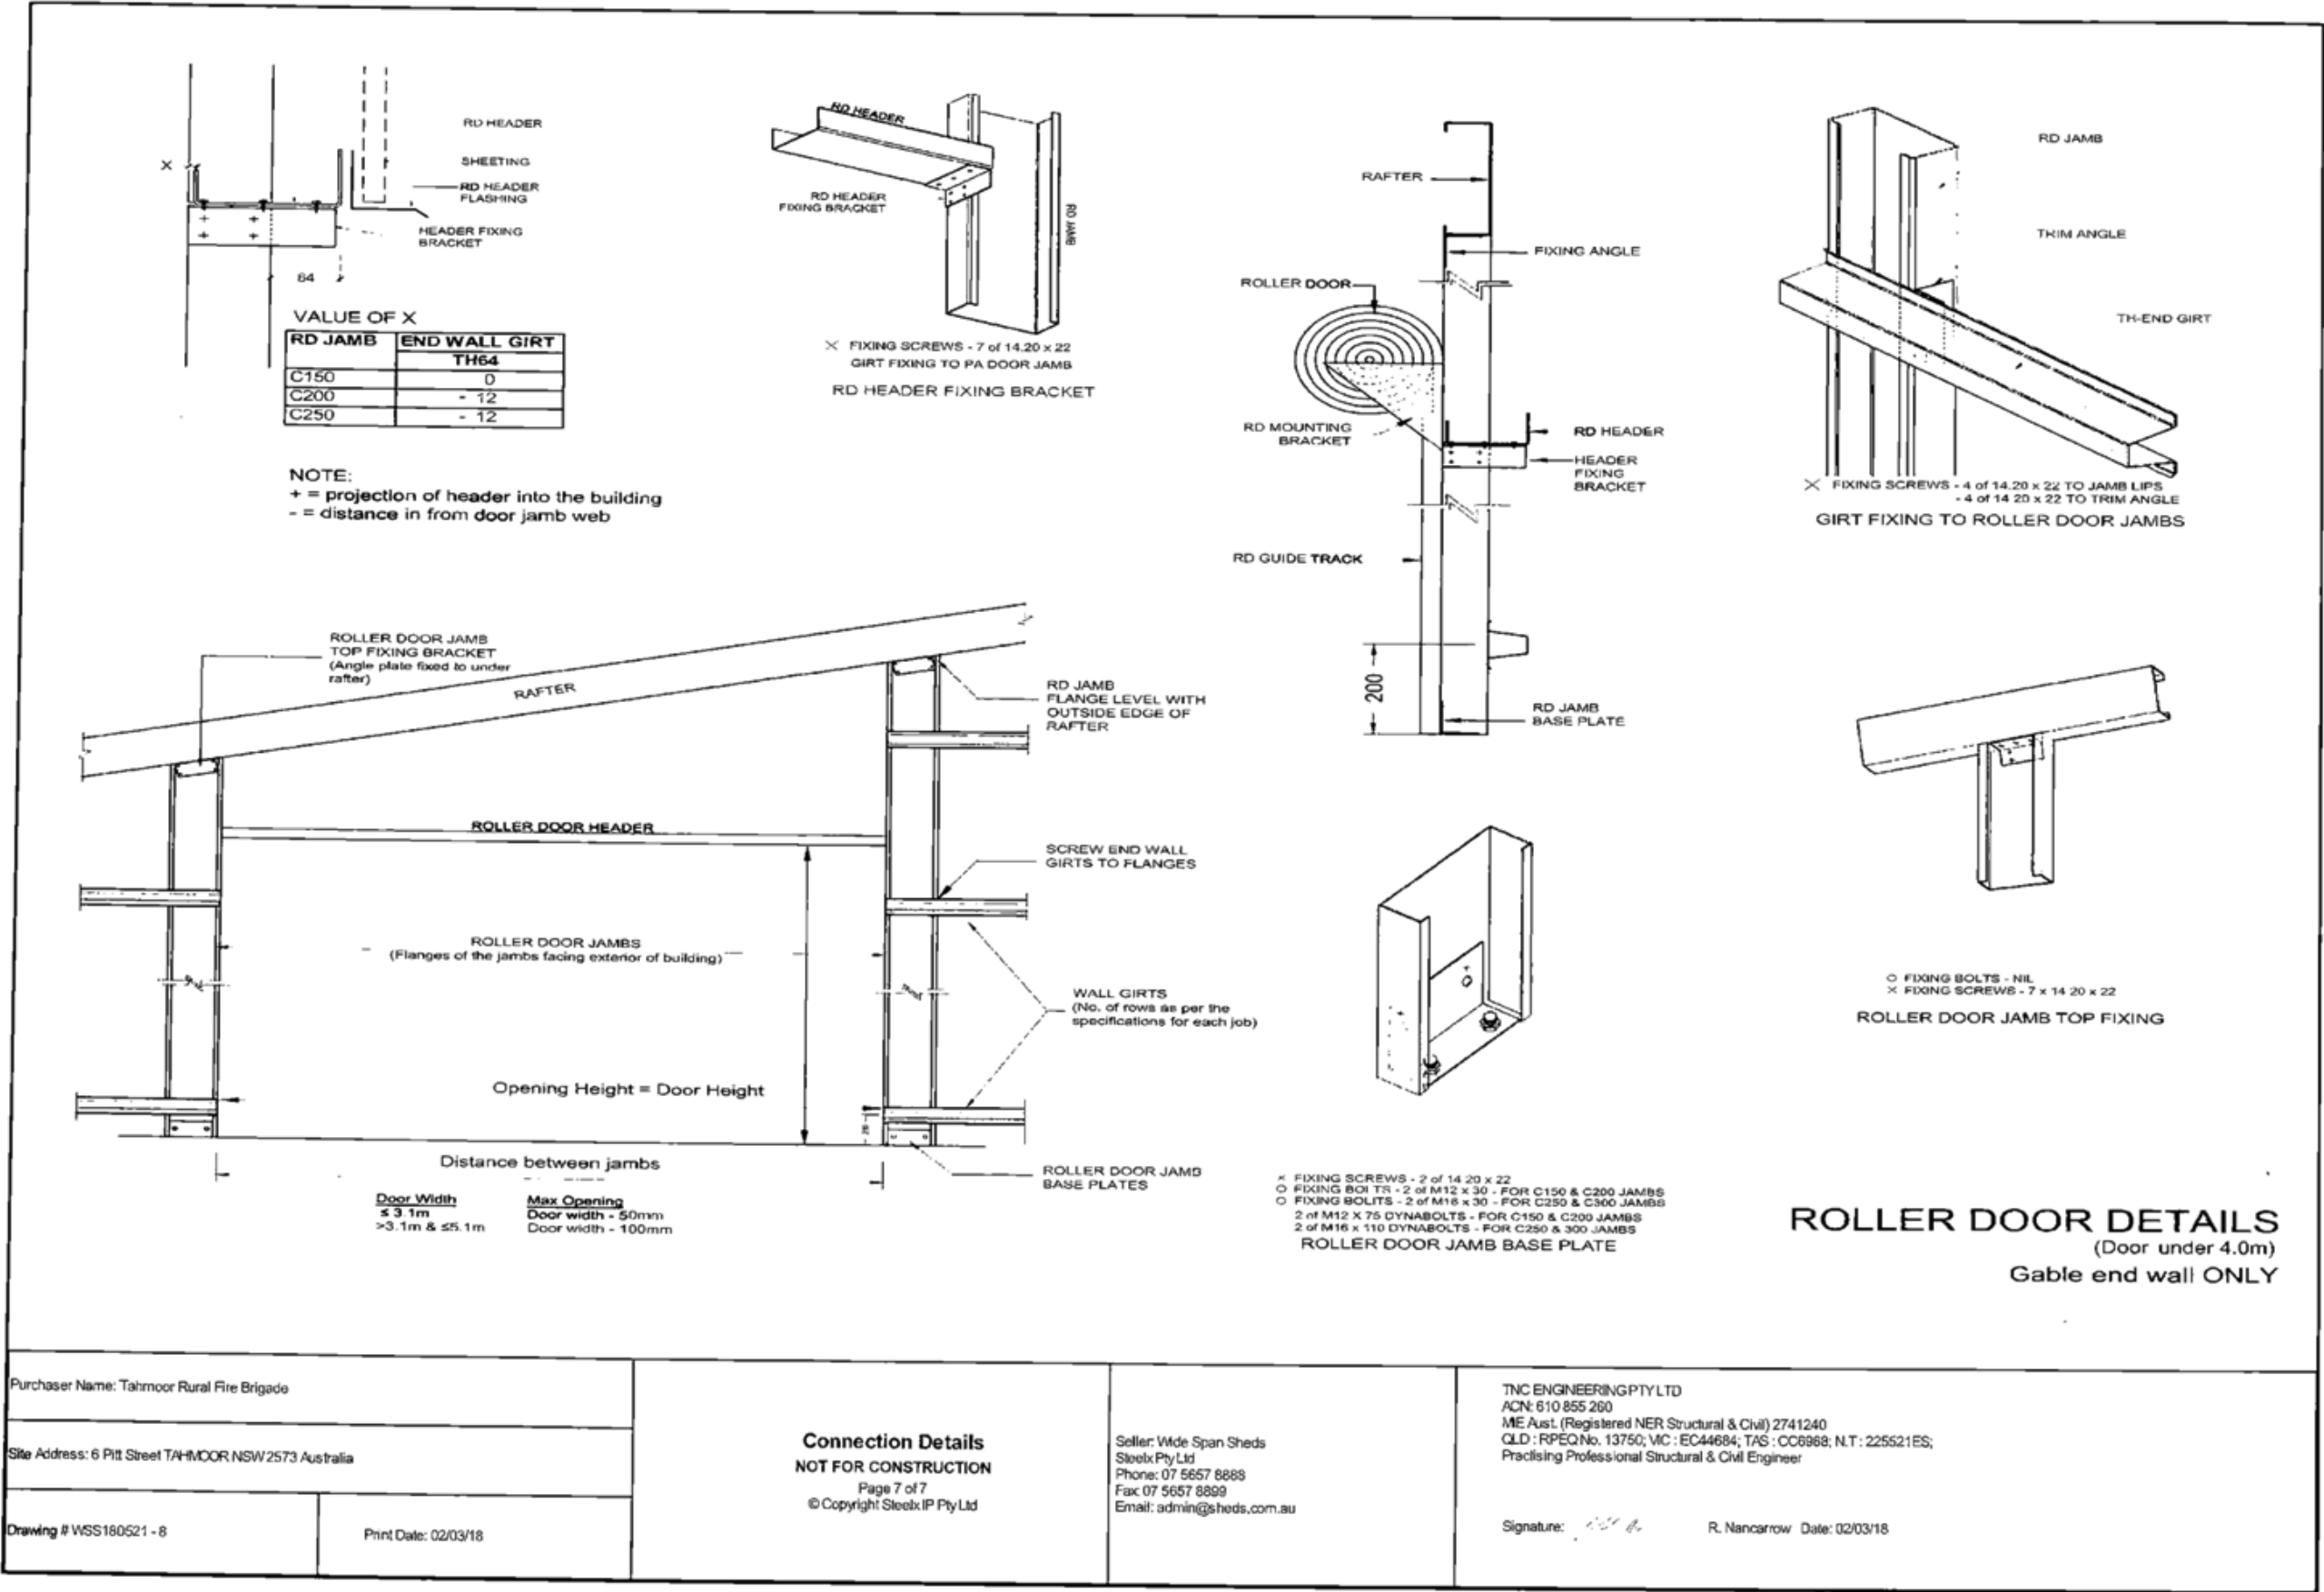 RD HEADER
SHEETING
RD HEADER
FLASHING
HEADER FIXING
BRACKET
X
64
VALUE OF X
RD JAMB END WALL GIRT
TH64
C150 0
C200 - 12
C250 - 12
NOTE:
+ = projection of header into the building
- = distance in from door jamb web
RD HEADER
RD HEADER
FIXING BRACKET
RD JAMB
X FIXING SCREWS - 7 of 14.20 x 22
GIRT FIXING TO PA DOOR JAMB
RD HEADER FIXING BRACKET
RAFTER
FIXING ANGLE
ROLLER DOOR
RD MOUNTING
BRACKET
RD HEADER
HEADER
FIXING
BRACKET
RD GUIDE TRACK
200
RD JAMB
BASE PLATE
RD JAMB
TRIM ANGLE
TH-END GIRT
X FIXING SCREWS - 4 of 14.20 x 22 TO JAMB LIPS
- 4 of 14 20 x 22 TO TRIM ANGLE
GIRT FIXING TO ROLLER DOOR JAMBS
ROLLER DOOR JAMB
TOP FIXING BRACKET
(Angle plate fixed to under
rafter)
RAFTER
RD JAMB
FLANGE LEVEL WITH
OUTSIDE EDGE OF
RAFTER
ROLLER DOOR HEADER
SCREW END WALL
GIRTS TO FLANGES
ROLLER DOOR JAMBS
(Flanges of the jambs facing exterior of building)
WALL GIRTS
(No. of rows as per the
specifications for each job)
Opening Height = Door Height
Distance between jambs
ROLLER DOOR JAMB
BASE PLATES
Door Width Max Opening
≤ 3.1m Door width - 50mm
>3.1m & ≤5.1m Door width - 100mm
O FIXING BOLTS - NIL
X FIXING SCREWS - 7 x 14 20 x 22
ROLLER DOOR JAMB TOP FIXING
x FIXING SCREWS - 2 of 14 20 x 22
O FIXING BOLTS - 2 of M12 x 30 - FOR C150 & C200 JAMBS
O FIXING BOLITS - 2 of M16 x 30 - FOR C250 & C300 JAMBS
2 of M12 X 75 DYNABOLTS - FOR C150 & C200 JAMBS
2 of M16 x 110 DYNABOLTS - FOR C250 & 300 JAMBS
ROLLER DOOR JAMB BASE PLATE
ROLLER DOOR DETAILS
(Door under 4.0m)
Gable end wall ONLY
Purchaser Name: Tahmoor Rural Fire Brigade
Site Address: 6 Pitt Street TAHMOOR NSW 2573 Australia
Drawing # WSS180521 - 8
Print Date: 02/03/18
Connection Details
NOT FOR CONSTRUCTION
Page 7 of 7
© Copyright Steelx IP Pty Ltd
Seller: Wide Span Sheds
Steelx Pty Ltd
Phone: 07 5657 8888
Fax: 07 5657 8899
Email: admin@sheds.com.au
TNC ENGINEERING PTY LTD
ACN: 610 855 260
MIE Aust. (Registered NER Structural & Civil) 2741240
QLD : RPEQ No. 13750; VIC : EC44684; TAS : CC6968; N.T : 225521ES;
Practising Professional Structural & Civil Engineer
Signature:
R. Nancarrow Date: 02/03/18